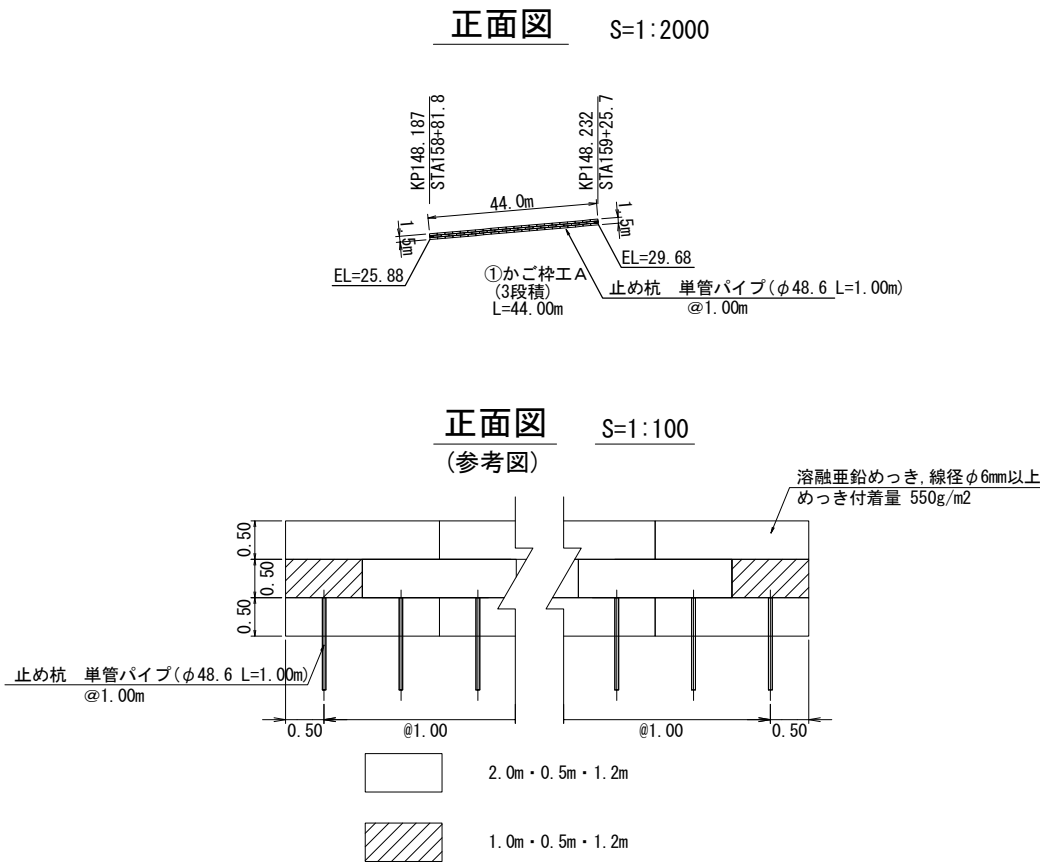 正面図 S=1:2000
KP148.187
STA158+81.8
KP148.232
STA159+25.7
44.0m
1.5m
1.5m
EL=25.88
EL=29.68
①かご枠工A
(3段積)
L=44.00m
止め杭 単管パイプ(φ48.6 L=1.00m)
@1.00m
正面図 S=1:100
(参考図)
溶融亜鉛めっき,線径φ6mm以上
めっき付着量 550g/m2
0.50
0.50
0.50
止め杭 単管パイプ(φ48.6 L=1.00m)
@1.00m
0.50 @1.00 @1.00 0.50
2.0m・0.5m・1.2m
1.0m・0.5m・1.2m